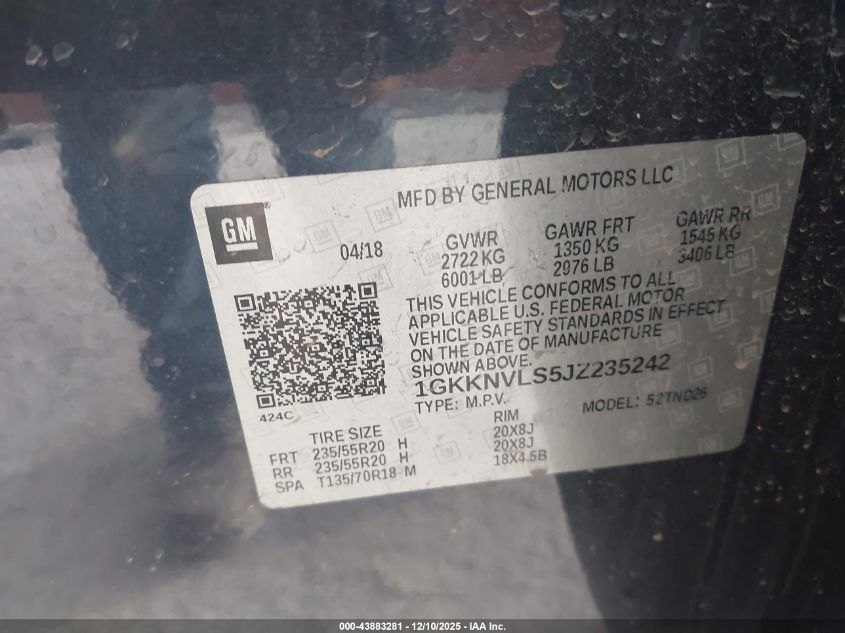 MFD BY GENERAL MOTORS LLC
GM®
04/18
GVWR GAWR FRT GAWR RR
2722 KG 1350 KG 1545 KG
6001 LB 2976 LB 3406 LB
THIS VEHICLE CONFORMS TO ALL
APPLICABLE U.S. FEDERAL MOTOR
VEHICLE SAFETY STANDARDS IN EFFECT
ON THE DATE OF MANUFACTURE
SHOWN ABOVE.
1GKKNVLS5JZ235242
TYPE: M.P.V. MODEL: 52TND26
424C
TIRE SIZE RIM
FRT 235/55R20 H 20X8J
RR 235/55R20 H 20X8J
SPA T135/70R18 M 18X4.5B
000-43883281 - 12/10/2025 - IAA Inc.